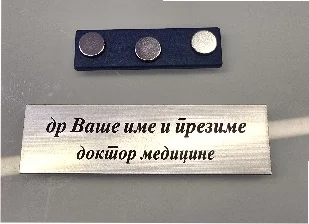 др Ваше име и презиме
доктор медицине